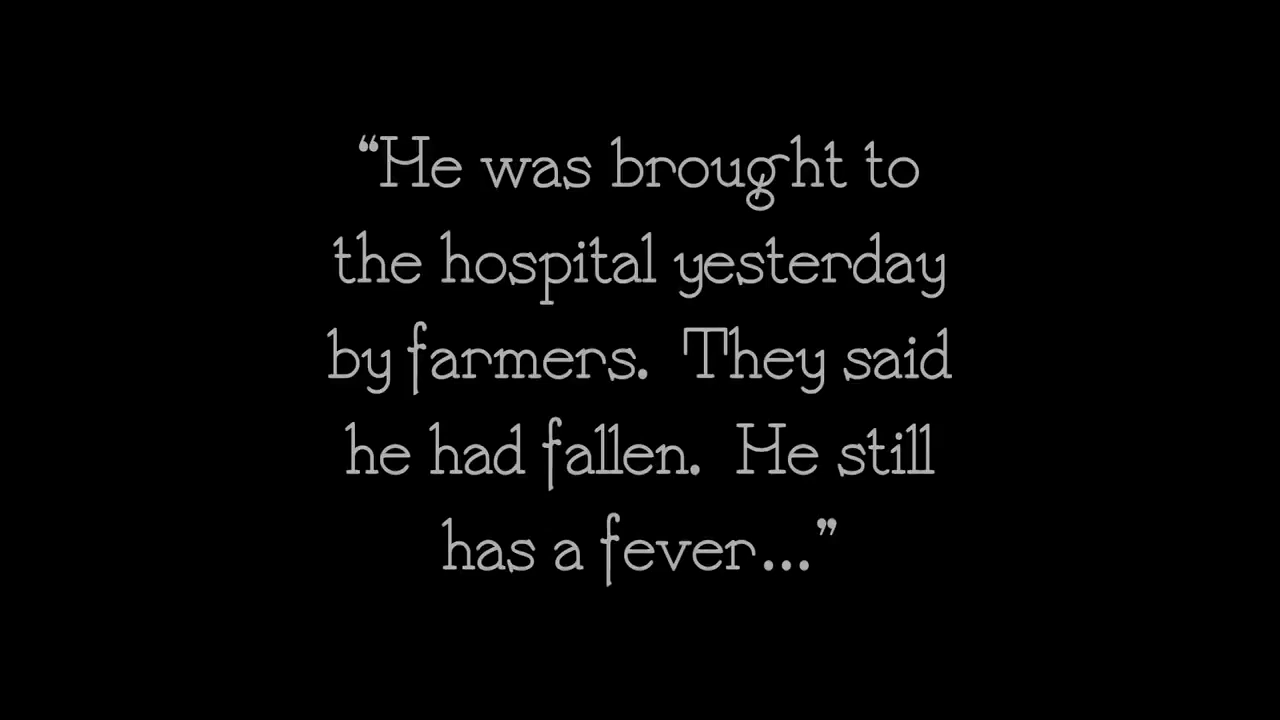 “He was brought to
the hospital yesterday
by farmers.  They said
he had fallen.  He still
has a fever...”